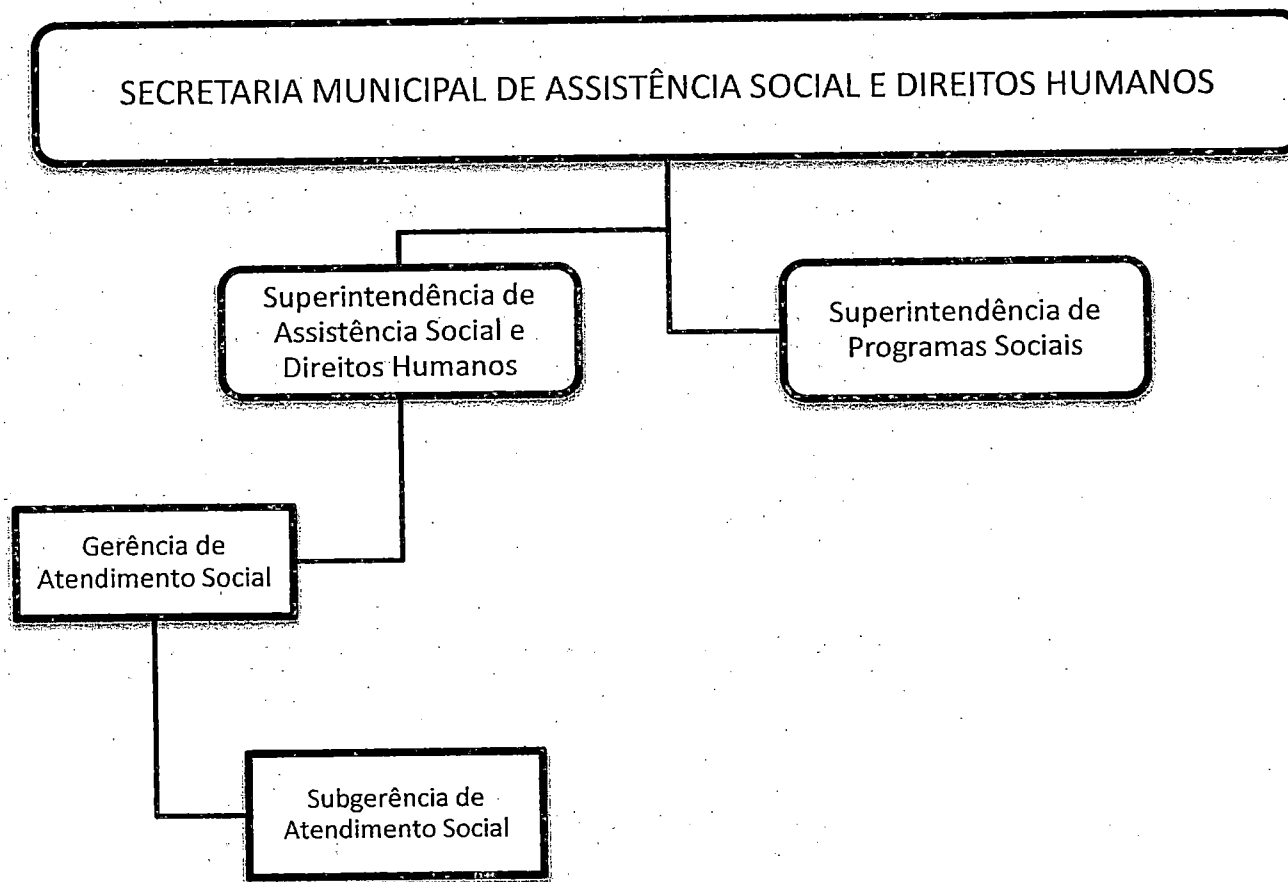 SECRETARIA MUNICIPAL DE ASSISTÊNCIA SOCIAL E DIREITOS HUMANOS
Superintendência de
Assistência Social e
Direitos Humanos
Superintendência de
Programas Sociais
Gerência de
Atendimento Social
Subgerência de
Atendimento Social